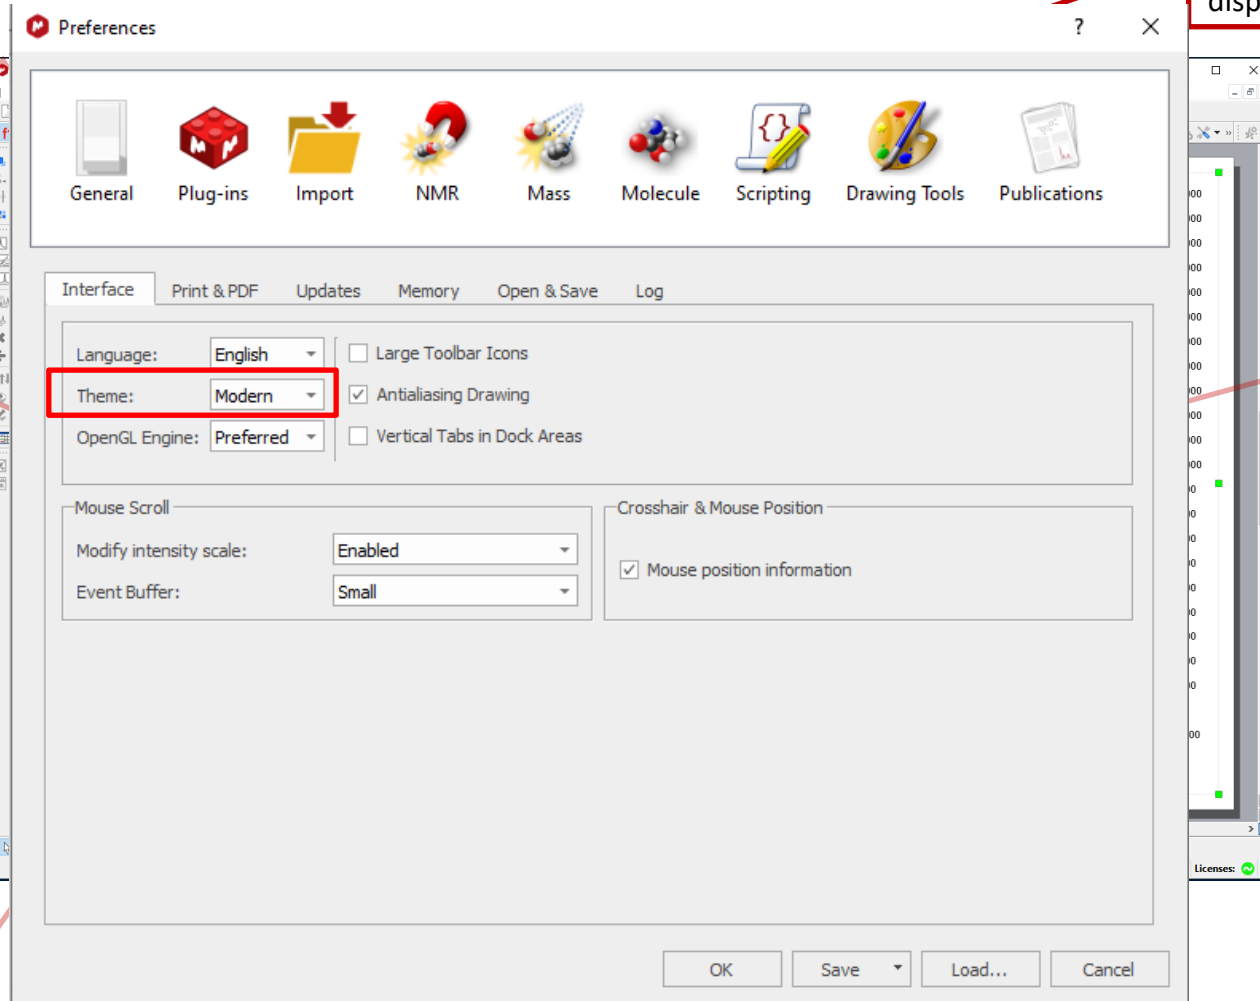 disp
Preferences
General Plug-ins Import NMR Mass Molecule Scripting Drawing Tools Publications
Interface Print & PDF Updates Memory Open & Save Log
Language: English Large Toolbar Icons
Theme: Modern Antialiasing Drawing
OpenGL Engine: Preferred Vertical Tabs in Dock Areas
Mouse Scroll Crosshair & Mouse Position
Modify intensity scale: Enabled
Mouse position information
Event Buffer: Small
Licenses:
OK Save Load... Cancel